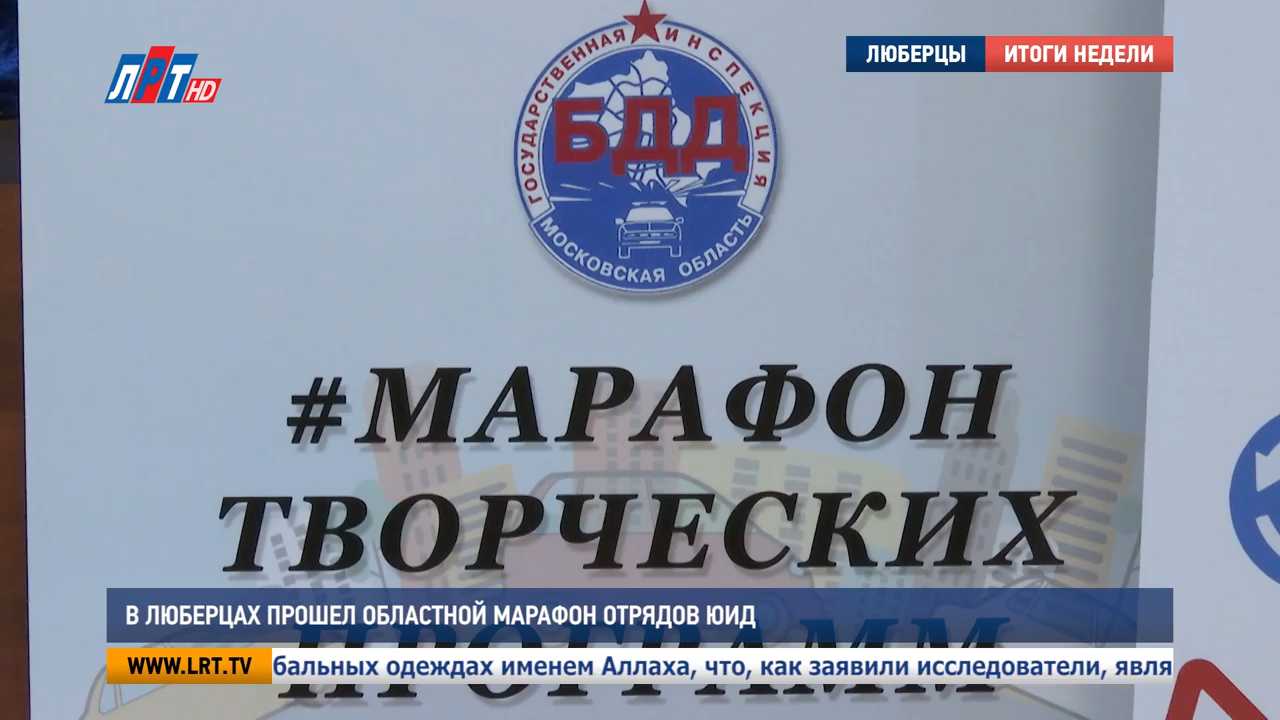 ЛРТ HD
ЛЮБЕРЦЫ ИТОГИ НЕДЕЛИ
ГОСУДАРСТВЕННАЯ ИНСПЕКЦИЯ
БДД
МОСКОВСКАЯ ОБЛАСТЬ
#МАРАФОН
ТВОРЧЕСКИХ
ПРОГРАММ
В ЛЮБЕРЦАХ ПРОШЕЛ ОБЛАСТНОЙ МАРАФОН ОТРЯДОВ ЮИД
WWW.LRT.TV бальных одеждах именем Аллаха, что, как заявили исследователи, явля